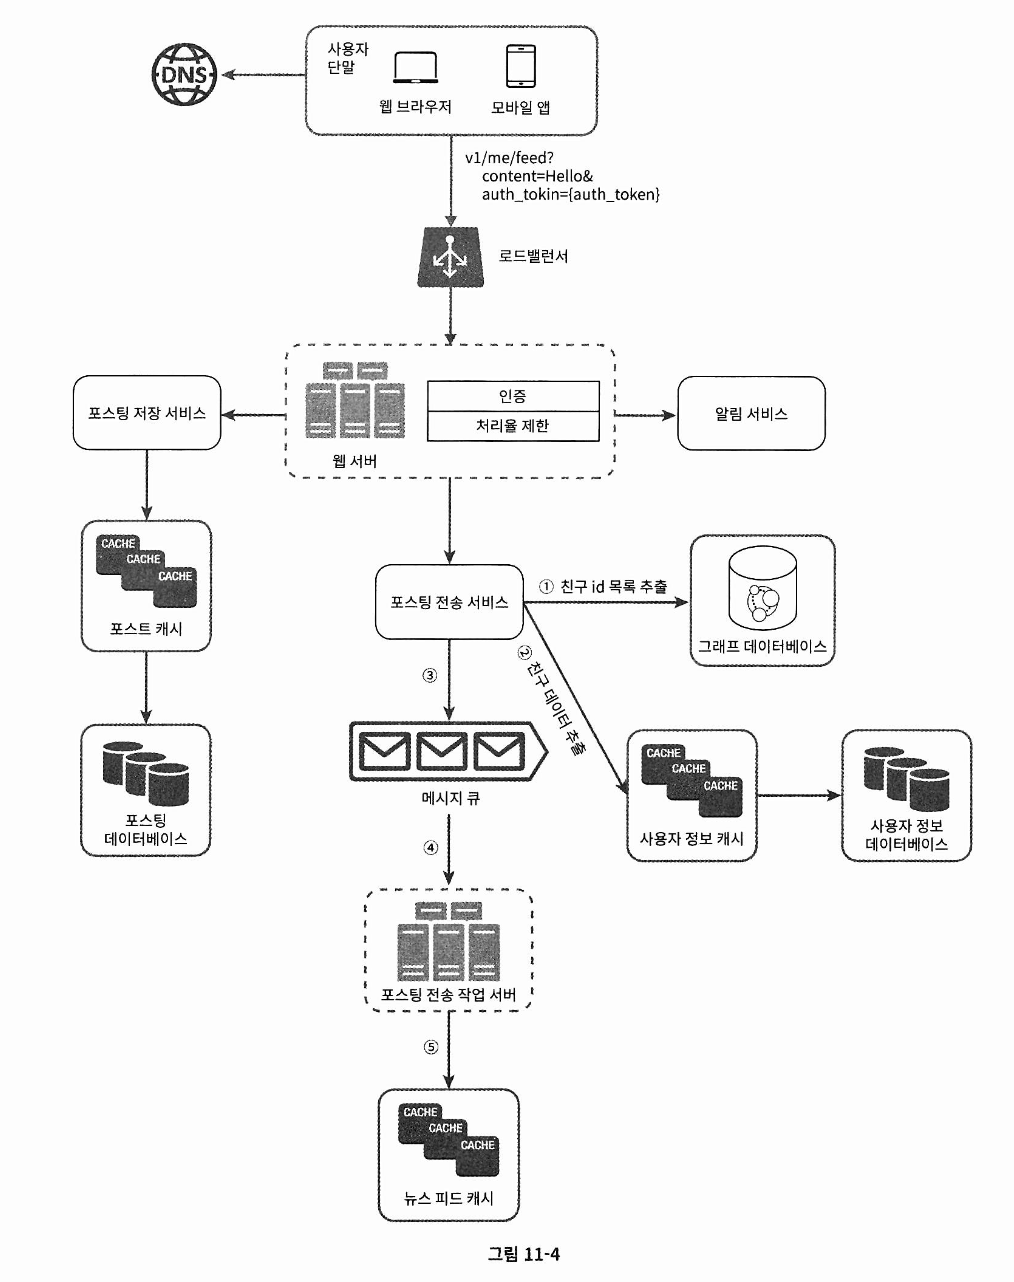 DNS
사용자
단말
웹 브라우저
모바일 앱
v1/me/feed?
content=Hello&
auth_tokin={auth_token}
로드밸런서
포스팅 저장 서비스
인증
처리율 제한
웹 서버
알림 서비스
CACHE
CACHE
CACHE
포스트 캐시
포스팅 전송 서비스
① 친구 id 목록 추출
그래프 데이터베이스
② 친구 데이터 추출
③
메시지 큐
포스팅
데이터베이스
CACHE
CACHE
CACHE
사용자 정보 캐시
사용자 정보
데이터베이스
④
포스팅 전송 작업 서버
⑤
CACHE
CACHE
CACHE
뉴스 피드 캐시
그림 11-4